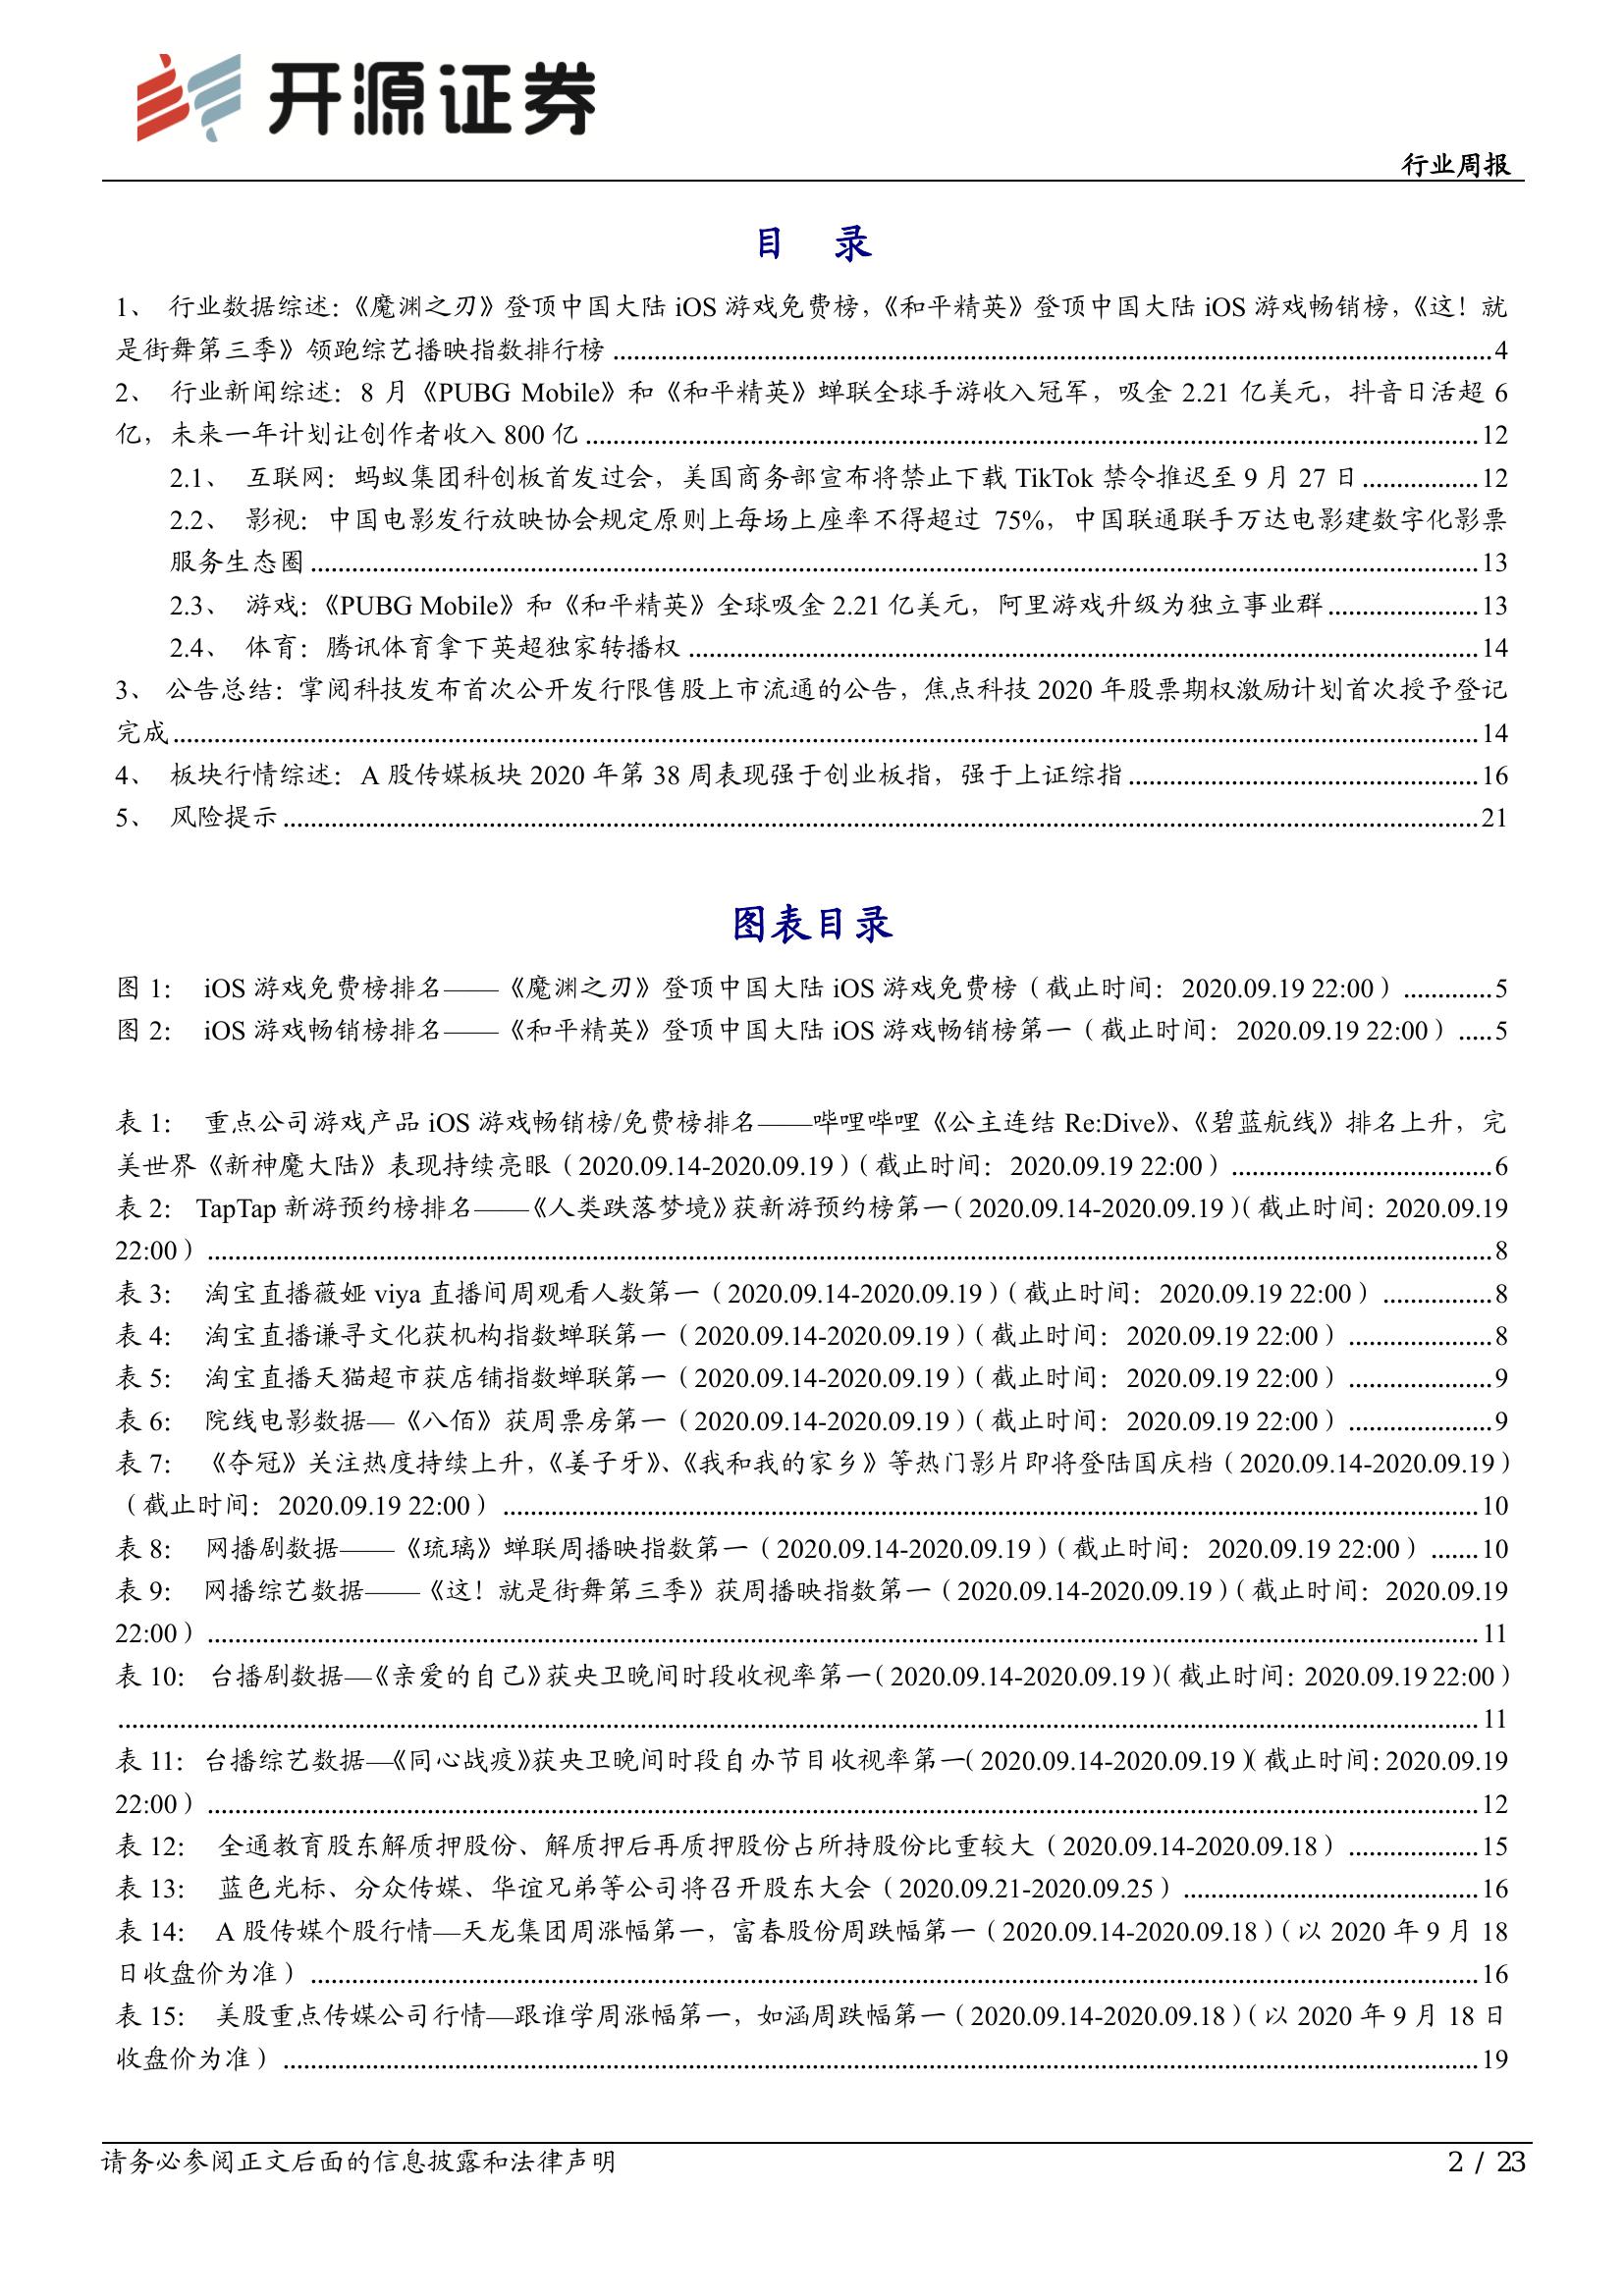 开源证券
行业周报
目 录
1、 行业数据综述：《魔渊之刃》登顶中国大陆 iOS 游戏免费榜，《和平精英》登顶中国大陆 iOS 游戏畅销榜，《这！就
是街舞第三季》领跑综艺播映指数排行榜 ........ 4
2、 行业新闻综述：8 月《PUBG Mobile》和《和平精英》蝉联全球手游收入冠军，吸金 2.21 亿美元，抖音日活超 6
亿，未来一年计划让创作者收入 800 亿 ........ 12
2.1、 互联网：蚂蚁集团科创板首发过会，美国商务部宣布将禁止下载 TikTok 禁令推迟至 9 月 27 日 ........ 12
2.2、 影视：中国电影发行放映协会规定原则上每场上座率不得超过 75%，中国联通联手万达电影建数字化影票
服务生态圈 ........ 13
2.3、 游戏：《PUBG Mobile》和《和平精英》全球吸金 2.21 亿美元，阿里游戏升级为独立事业群 ........ 13
2.4、 体育：腾讯体育拿下英超独家转播权 ........ 14
3、 公告总结：掌阅科技发布首次公开发行限售股上市流通的公告，焦点科技 2020 年股票期权激励计划首次授予登记
完成 ........ 14
4、 板块行情综述：A 股传媒板块 2020 年第 38 周表现强于创业板指，强于上证综指 ........ 16
5、 风险提示 ........ 21
图表目录
图 1： iOS 游戏免费榜排名——《魔渊之刃》登顶中国大陆 iOS 游戏免费榜（截止时间：2020.09.19 22:00） ........ 5
图 2： iOS 游戏畅销榜排名——《和平精英》登顶中国大陆 iOS 游戏畅销榜第一（截止时间：2020.09.19 22:00） ..... 5
表 1： 重点公司游戏产品 iOS 游戏畅销榜/免费榜排名——哔哩哔哩《公主连结 Re:Dive》、《碧蓝航线》排名上升，完
美世界《新神魔大陆》表现持续亮眼（2020.09.14-2020.09.19）（截止时间：2020.09.19 22:00） ........ 6
表 2： TapTap 新游预约榜排名——《人类跌落梦境》获新游预约榜第一（2020.09.14-2020.09.19）（截止时间：2020.09.19
22:00） ........ 8
表 3： 淘宝直播薇娅 viya 直播间周观看人数第一（2020.09.14-2020.09.19）（截止时间：2020.09.19 22:00） ........ 8
表 4： 淘宝直播谦寻文化获机构指数蝉联第一（2020.09.14-2020.09.19）（截止时间：2020.09.19 22:00） ........ 8
表 5： 淘宝直播天猫超市获店铺指数蝉联第一（2020.09.14-2020.09.19）（截止时间：2020.09.19 22:00） ........ 9
表 6： 院线电影数据—《八佰》获周票房第一（2020.09.14-2020.09.19）（截止时间：2020.09.19 22:00） ........ 9
表 7： 《夺冠》关注热度持续上升，《姜子牙》、《我和我的家乡》等热门影片即将登陆国庆档（2020.09.14-2020.09.19）
（截止时间：2020.09.19 22:00） ........ 10
表 8： 网播剧数据——《琉璃》蝉联周播映指数第一（2020.09.14-2020.09.19）（截止时间：2020.09.19 22:00） ....... 10
表 9： 网播综艺数据——《这！就是街舞第三季》获周播映指数第一（2020.09.14-2020.09.19）（截止时间：2020.09.19
22:00） ........ 11
表 10： 台播剧数据—《亲爱的自己》获央卫晚间时段收视率第一（2020.09.14-2020.09.19）（截止时间：2020.09.19 22:00）
........ 11
表 11： 台播综艺数据—《同心战疫》获央卫晚间时段自办节目收视率第一（2020.09.14-2020.09.19）（截止时间：2020.09.19
22:00） ........ 12
表 12： 全通教育股东解质押股份、解质押后再质押股份占所持股份比重较大（2020.09.14-2020.09.18） ........ 15
表 13： 蓝色光标、分众传媒、华谊兄弟等公司将召开股东大会（2020.09.21-2020.09.25） ........ 16
表 14： A 股传媒个股行情—天龙集团周涨幅第一，富春股份周跌幅第一（2020.09.14-2020.09.18）（以 2020 年 9 月 18
日收盘价为准） ........ 16
表 15： 美股重点传媒公司行情—跟谁学周涨幅第一，如涵周跌幅第一（2020.09.14-2020.09.18）（以 2020 年 9 月 18 日
收盘价为准） ........ 19
请务必参阅正文后面的信息披露和法律声明
2 / 23